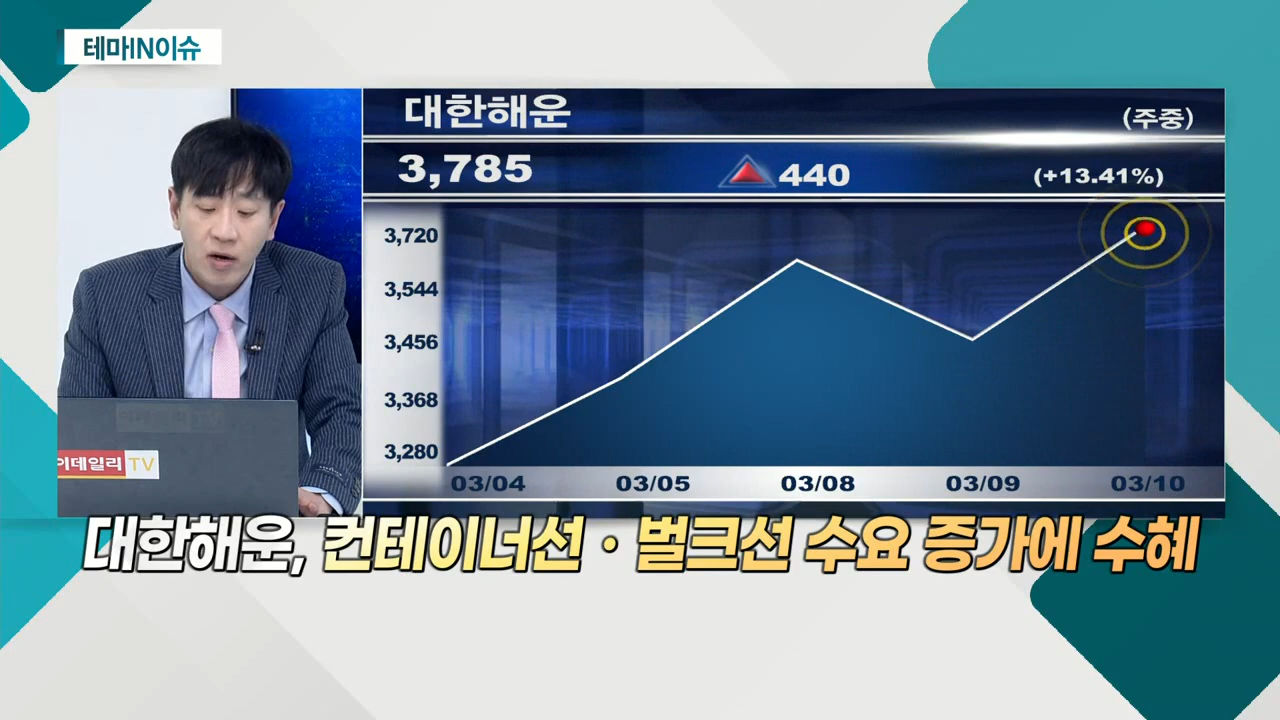 테마IN이슈
대한해운
(주중)
3,785
440
(+13.41%)
3,720
3,544
3,456
3,368
3,280
03/04
03/05
03/08
03/09
03/10
이데일리 TV
대한해운, 컨테이너선·벌크선 수요 증가에 수혜